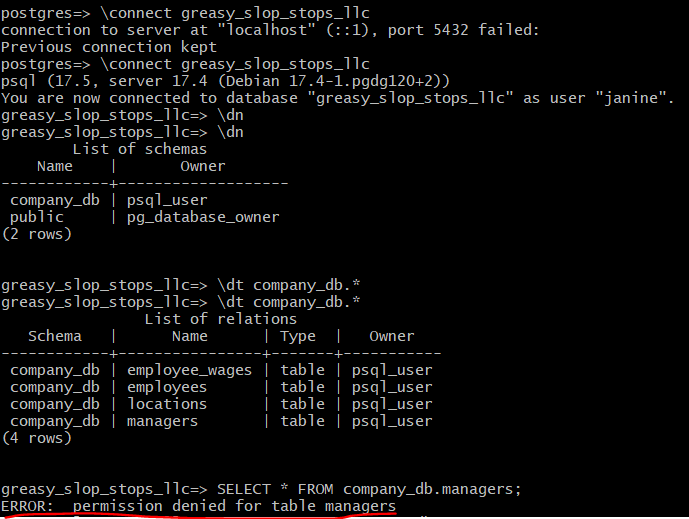 postgres=> \connect greasy_slop_stops_llc
connection to server at "localhost" (::1), port 5432 failed:
Previous connection kept
postgres=> \connect greasy_slop_stops_llc
psql (17.5, server 17.4 (Debian 17.4-1.pgdg120+2))
You are now connected to database "greasy_slop_stops_llc" as user "janine".
greasy_slop_stops_llc=> \dn
greasy_slop_stops_llc=> \dn
        List of schemas
    Name    |       Owner
------------+-------------------
 company_db | psql_user
 public     | pg_database_owner
(2 rows)
greasy_slop_stops_llc=> \dt company_db.*
greasy_slop_stops_llc=> \dt company_db.*
                List of relations
   Schema   |      Name      | Type  |   Owner
------------+----------------+-------+-----------
 company_db | employee_wages | table | psql_user
 company_db | employees      | table | psql_user
 company_db | locations      | table | psql_user
 company_db | managers       | table | psql_user
(4 rows)
greasy_slop_stops_llc=> SELECT * FROM company_db.managers;
ERROR:  permission denied for table managers